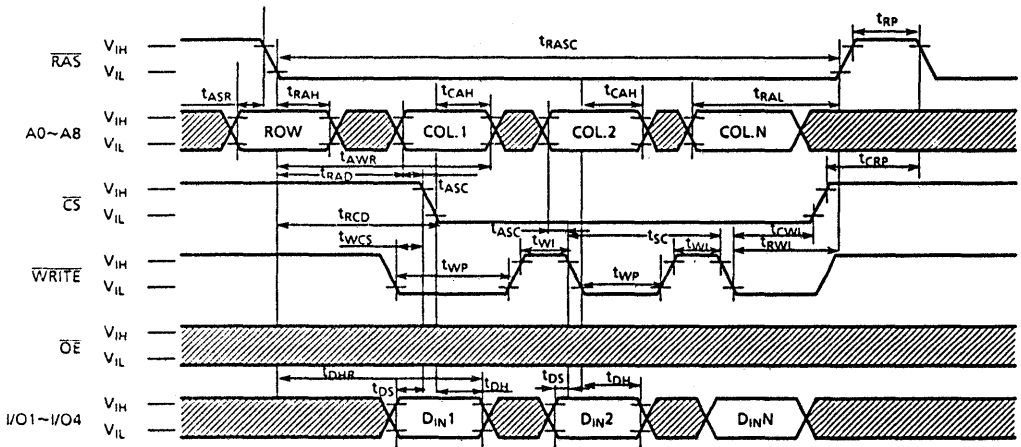 tRP
tRASC
RAS VIH
VIL
tASR tRAH tCAH tCAH tRAL
A0~A8 VIH
VIL
ROW COL.1 COL.2 COL.N
tAWR
tRAD tASC tCRP
CS VIH
VIL
tRCD tASC tSC tCWL
tWCS tWI tWI tRWL
WRITE VIH
VIL
tWP tWP
OE VIH
VIL
tDHR
tDS tDH tDS tDH
I/O1~I/O4 VIH
VIL
DIN1 DIN2 DINN